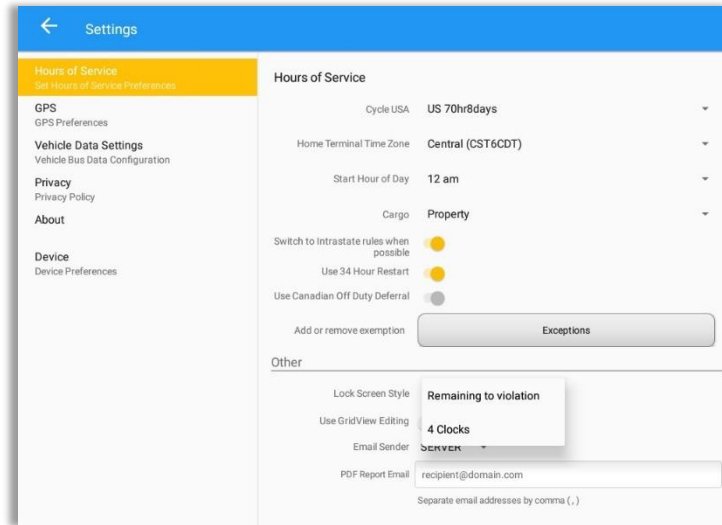 Settings
Hours of Service
Set Hours of Service Preferences
GPS
GPS Preferences
Vehicle Data Settings
Vehicle Bus Data Configuration
Privacy
Privacy Policy
About
Device
Device Preferences
Hours of Service
Cycle USA US 70hr8days
Home Terminal Time Zone Central (CST6CDT)
Start Hour of Day 12 am
Cargo Property
Switch to Intrastate rules when
possible
Use 34 Hour Restart
Use Canadian Off Duty Deferral
Add or remove exemption Exceptions
Other
Lock Screen Style Remaining to violation
Use GridView Editing 4 Clocks
Email Sender SERVER
PDF Report Email recipient@domain.com
Separate email addresses by comma (,)